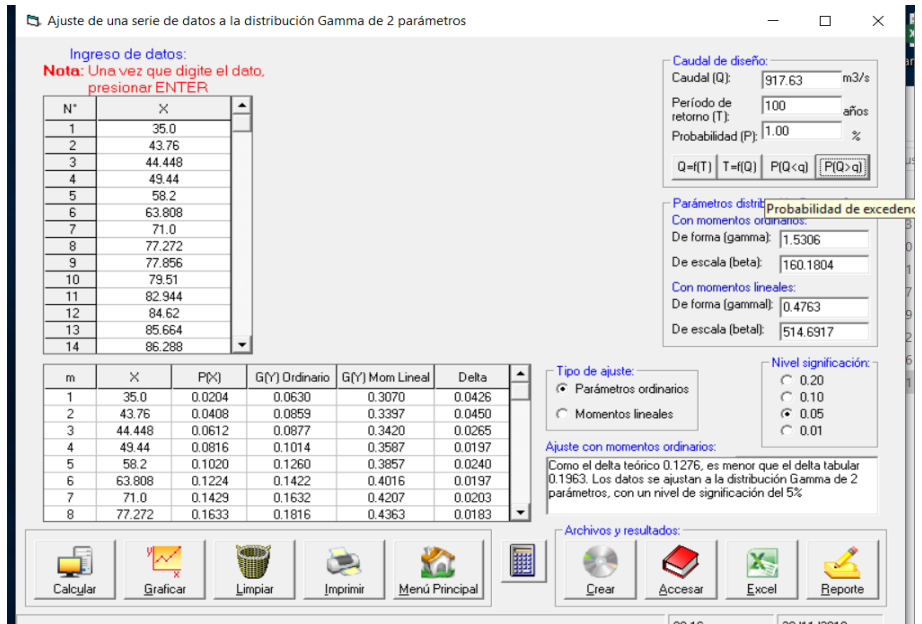 Ajuste de una serie de datos a la distribución Gamma de 2 parámetros
Ingreso de datos:
Nota: Una vez que digite el dato,
presionar ENTER
N° X
1 35.0
2 43.76
3 44.448
4 49.44
5 58.2
6 63.808
7 71.0
8 77.272
9 77.856
10 79.51
11 82.944
12 84.62
13 85.664
14 86.288
Caudal de diseño:
Caudal (Q): 917.63 m3/s
Período de
retorno (T): 100 años
Probabilidad (P): 1.00 %
Q=f(T) T=f(Q) P(Q<q) P(Q>q)
Probabilidad de excedenc
Con momentos ordinarios:
De forma (gamma): 1.5306
De escala (beta): 160.1804
Con momentos lineales:
De forma (gammal): 0.4763
De escala (betal): 514.6917
m X P(X) G(Y) Ordinario G(Y) Mom Lineal Delta
1 35.0 0.0204 0.0630 0.3070 0.0426
2 43.76 0.0408 0.0859 0.3397 0.0450
3 44.448 0.0612 0.0877 0.3420 0.0265
4 49.44 0.0816 0.1014 0.3587 0.0197
5 58.2 0.1020 0.1260 0.3857 0.0240
6 63.808 0.1224 0.1422 0.4016 0.0197
7 71.0 0.1429 0.1632 0.4207 0.0203
8 77.272 0.1633 0.1816 0.4363 0.0183
Tipo de ajuste:
Parámetros ordinarios
Momentos lineales
Nivel significación:
0.20
0.10
0.05
0.01
Ajuste con momentos ordinarios:
Como el delta teórico 0.1276, es menor que el delta tabular
0.1963. Los datos se ajustan a la distribución Gamma de 2
parámetros, con un nivel de significación del 5%
Calcular Graficar Limpiar Imprimir Menú Principal
Archivos y resultados:
Crear Accesar Excel Reporte